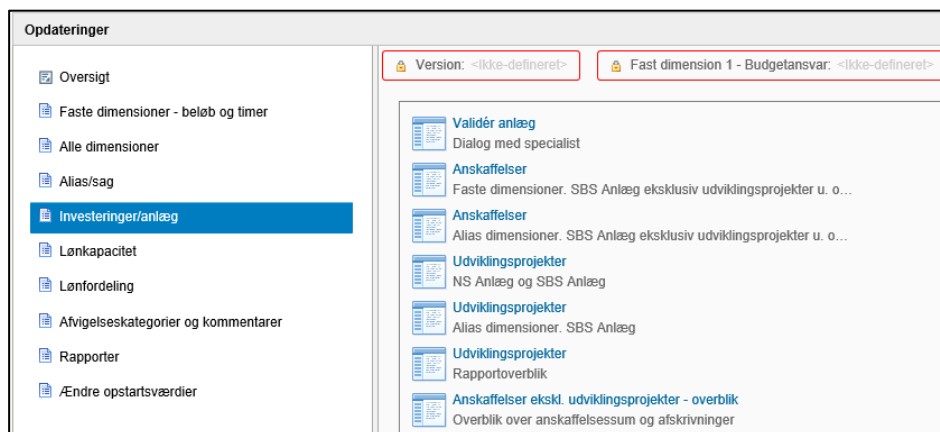 Opdateringer
Oversigt
Faste dimensioner - beløb og timer
Alle dimensioner
Alias/sag
Investeringer/anlæg
Lønkapacitet
Lønfordeling
Afvigelseskategorier og kommentarer
Rapporter
Ændre opstartsværdier
Version: <Ikke-defineret>
Fast dimension 1 - Budgetansvar: <Ikke-defineret>
Validér anlæg
Dialog med specialist
Anskaffelser
Faste dimensioner. SBS Anlæg eksklusiv udviklingsprojekter u. o...
Anskaffelser
Alias dimensioner. SBS Anlæg eksklusiv udviklingsprojekter u. o...
Udviklingsprojekter
NS Anlæg og SBS Anlæg
Udviklingsprojekter
Alias dimensioner. SBS Anlæg
Udviklingsprojekter
Rapportoverblik
Anskaffelser ekskl. udviklingsprojekter - overblik
Overblik over anskaffelsessum og afskrivninger